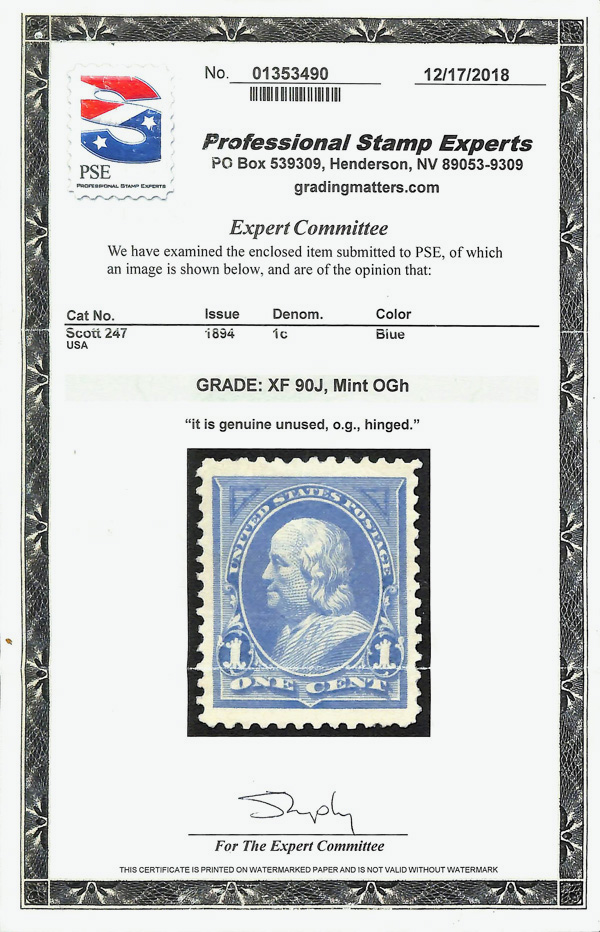 No. 01353490 12/17/2018
PSE
PROFESSIONAL STAMP EXPERTS
Professional Stamp Experts
PO Box 539309, Henderson, NV 89053-9309
gradingmatters.com
Expert Committee
We have examined the enclosed item submitted to PSE, of which
an image is shown below, and are of the opinion that:
Cat No. Issue Denom. Color
Scott 247 1894 1c Blue
USA
GRADE: XF 90J, Mint OGh
“it is genuine unused, o.g., hinged.”
UNITED STATES POSTAGE
1 1
ONE CENT
For The Expert Committee
THIS CERTIFICATE IS PRINTED ON WATERMARKED PAPER AND IS NOT VALID WITHOUT WATERMARK